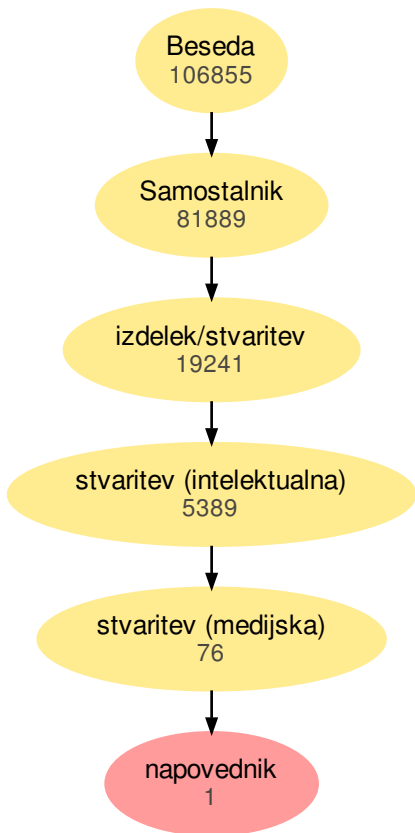 Beseda
106855
Samostalnik
81889
izdelek/stvaritev
19241
stvaritev (intelektualna)
5389
stvaritev (medijska)
76
napovednik
1